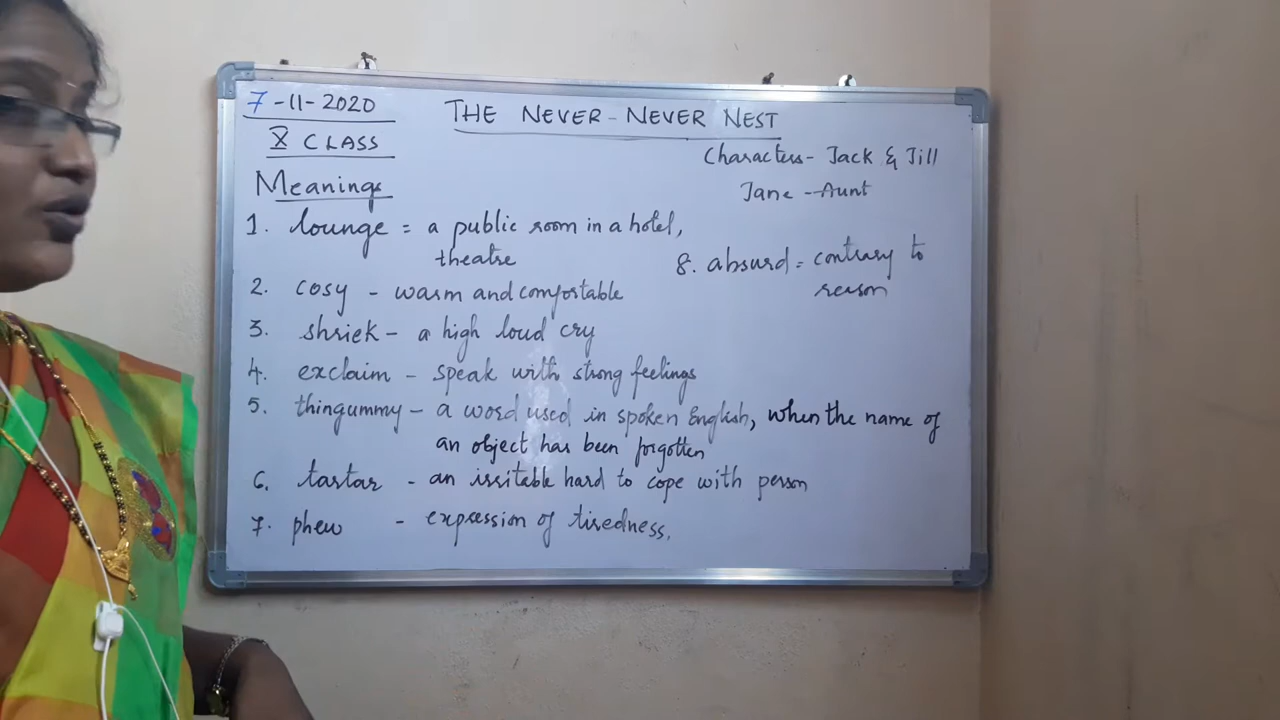 7-11-2020
X CLASS
THE NEVER-NEVER NEST
Characters- Jack & Jill
Jane - Aunt
Meanings
1. lounge = a public room in a hotel,
theatre
2. cosy - warm and comfortable
3. shriek - a high loud cry
4. exclaim - speak with strong feelings
5. thingummy - a word used in spoken English, when the name of
an object has been forgotten
6. tartar - an irritable hard to cope with person
7. phew - expression of tiredness.
8. absurd = contrary to
reason